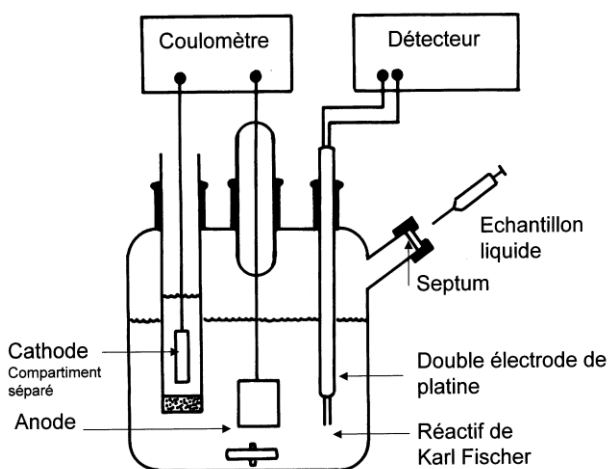 Coulomètre
Détecteur
Echantillon
liquide
Septum
Cathode
Compartiment
séparé
Anode
Double électrode de
platine
Réactif de
Karl Fischer